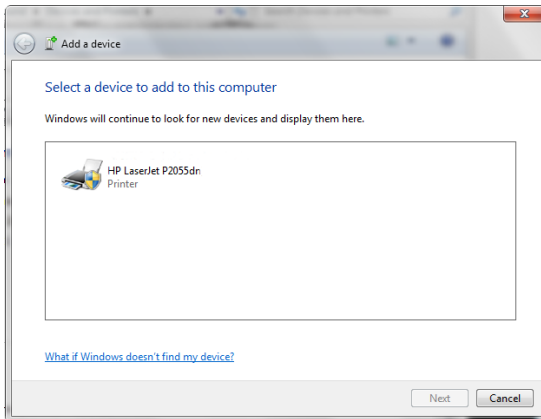 Add a device
Select a device to add to this computer
Windows will continue to look for new devices and display them here.
HP LaserJet P2055dn
Printer
What if Windows doesn't find my device?
Next
Cancel